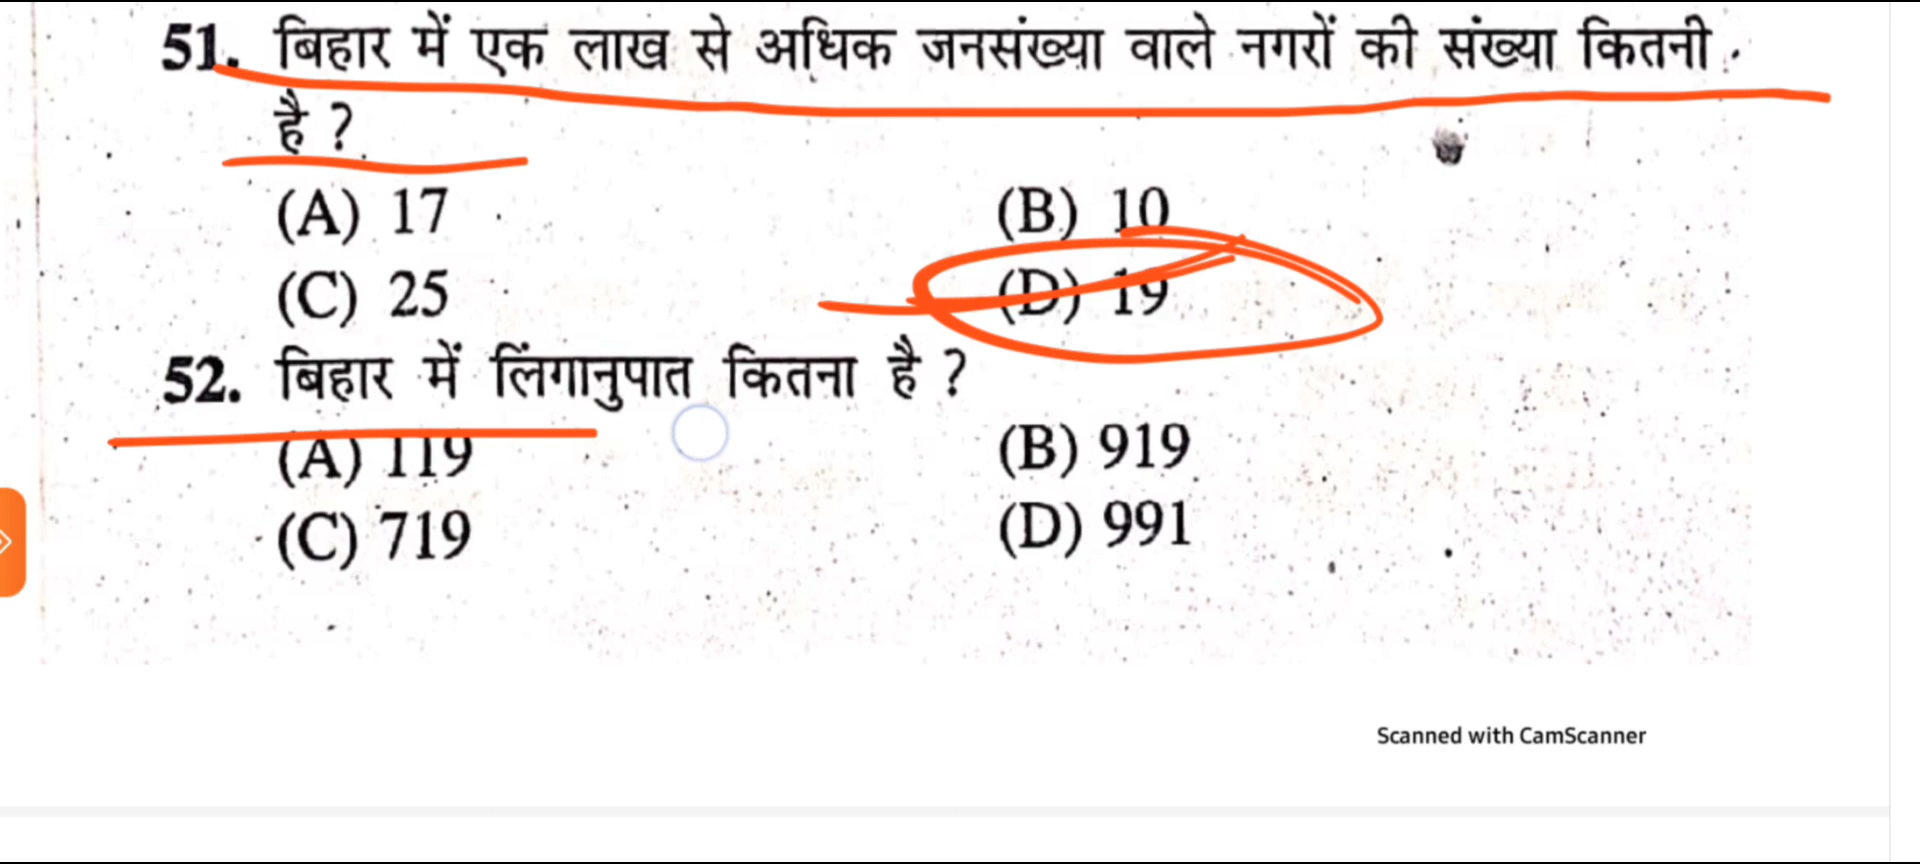 51. बिहार में एक लाख से अधिक जनसंख्या वाले नगरों की संख्या कितनी
है ?
(A) 17 (B) 10
(C) 25 (D) 19
52. बिहार में लिंगानुपात कितना है ?
(A) 119 (B) 919
(C) 719 (D) 991
Scanned with CamScanner